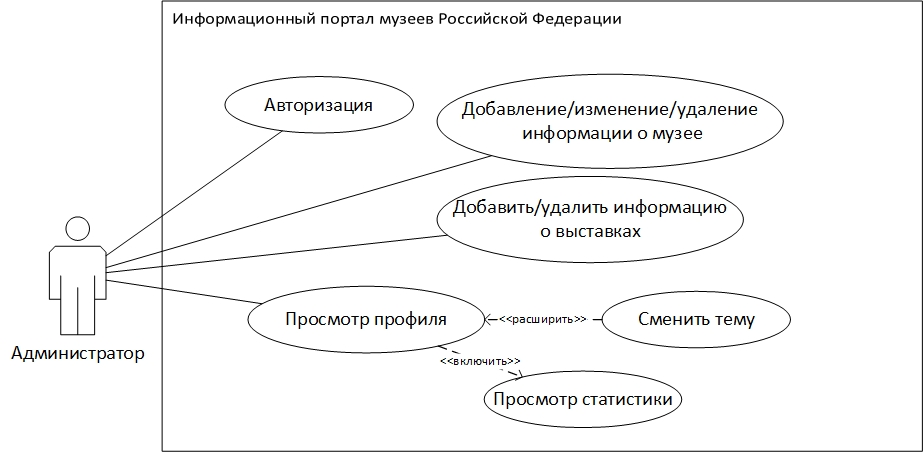 Информационный портал музеев Российской Федерации
Авторизация
Добавление/изменение/удаление
информации о музее
Добавить/удалить информацию
о выставках
Просмотр профиля
<<расширить>>
Сменить тему
Администратор
<<включить>>
Просмотр статистики